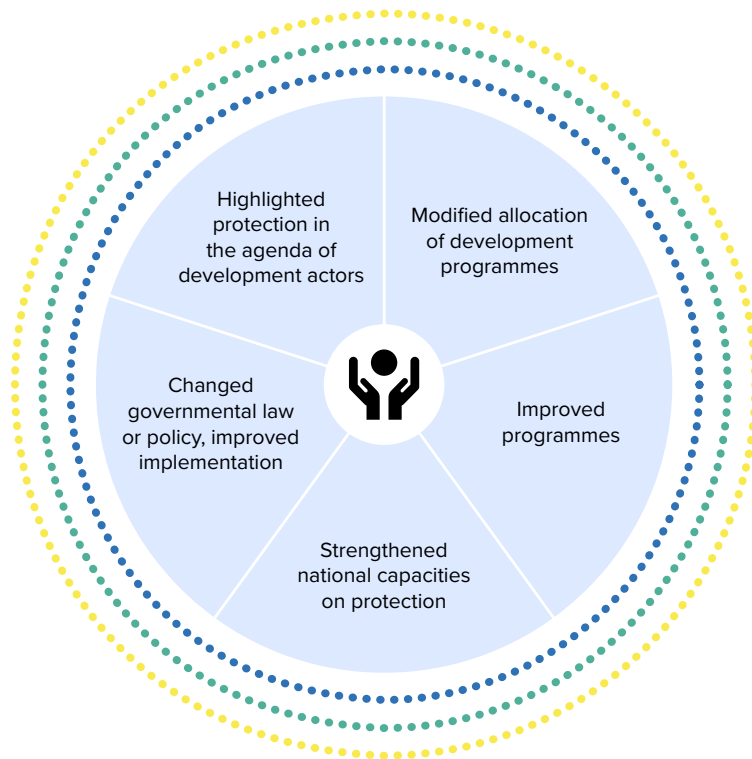 Highlighted
protection in
the agenda of
development actors
Modified allocation
of development
programmes
Changed
governmental law
or policy, improved
implementation
Improved
programmes
Strengthened
national capacities
on protection